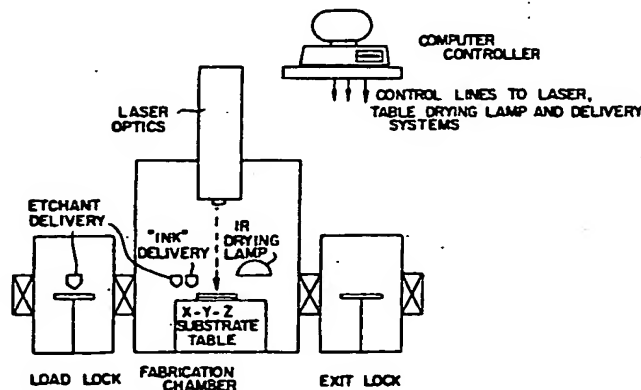 COMPUTER
CONTROLLER
CONTROL LINES TO LASER,
TABLE DRYING LAMP AND DELIVERY
SYSTEMS
LASER
OPTICS
ETCHANT
DELIVERY
"INK"
DELIVERY
IR
DRYING
LAMP
X-Y-Z
SUBSTRATE
TABLE
LOAD LOCK
FABRICATION
CHAMBER
EXIT LOCK